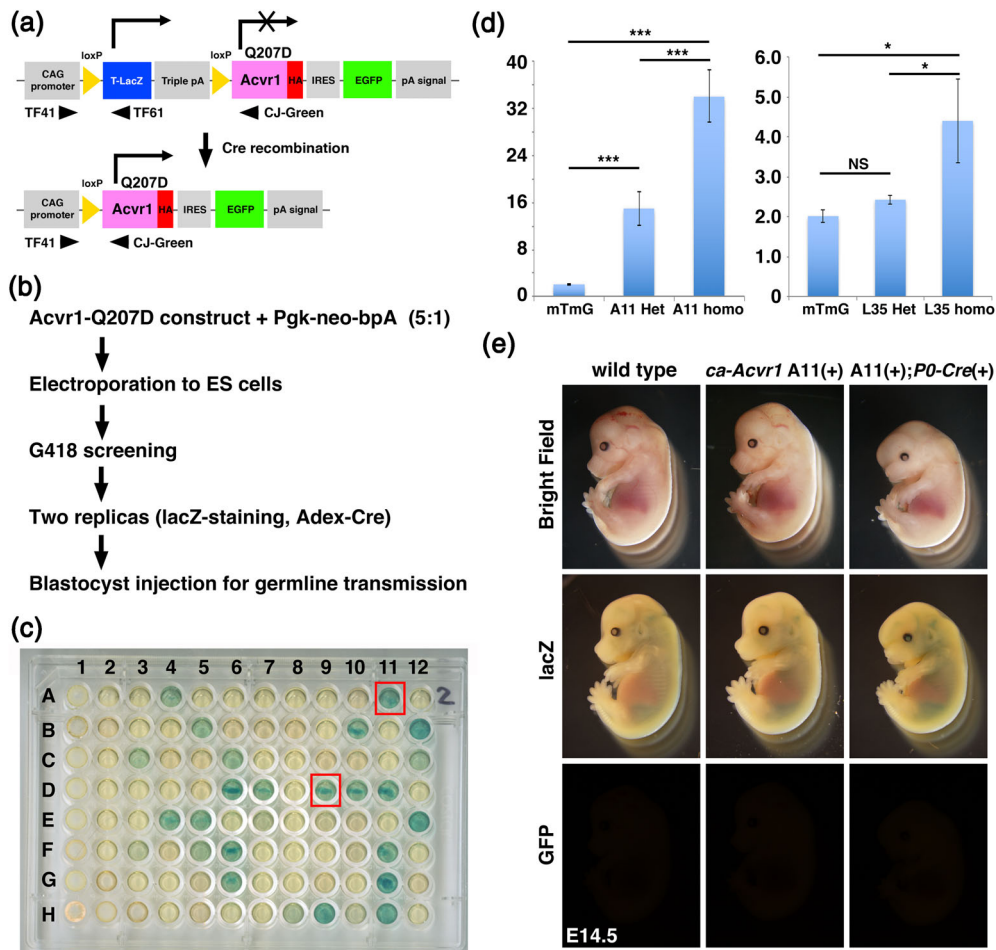 (a)
loxP
loxP
Q207D
CAG promoter
T-LacZ
Triple pA
Acvr1
HA
IRES
EGFP
pA signal
TF41
TF61
CJ-Green
Cre recombination
loxP
Q207D
CAG promoter
Acvr1
HA
IRES
EGFP
pA signal
TF41
CJ-Green
(b)
Acvr1-Q207D construct + Pgk-neo-bpA (5:1)
Electroporation to ES cells
G418 screening
Two replicas (lacZ-staining, Adex-Cre)
Blastocyst injection for germline transmission
(c)
1 2 3 4 5 6 7 8 9 10 11 12
A
2
B
C
D
E
F
G
H
(d)
***
***
***
40
32
24
16
8
0
mTmG A11 Het A11 homo
*
*
NS
6.0
5.0
4.0
3.0
2.0
1.0
0.0
mTmG L35 Het L35 homo
(e)
wild type ca-Acvr1 A11(+) A11(+);P0-Cre(+)
Bright Field
lacZ
GFP
E14.5